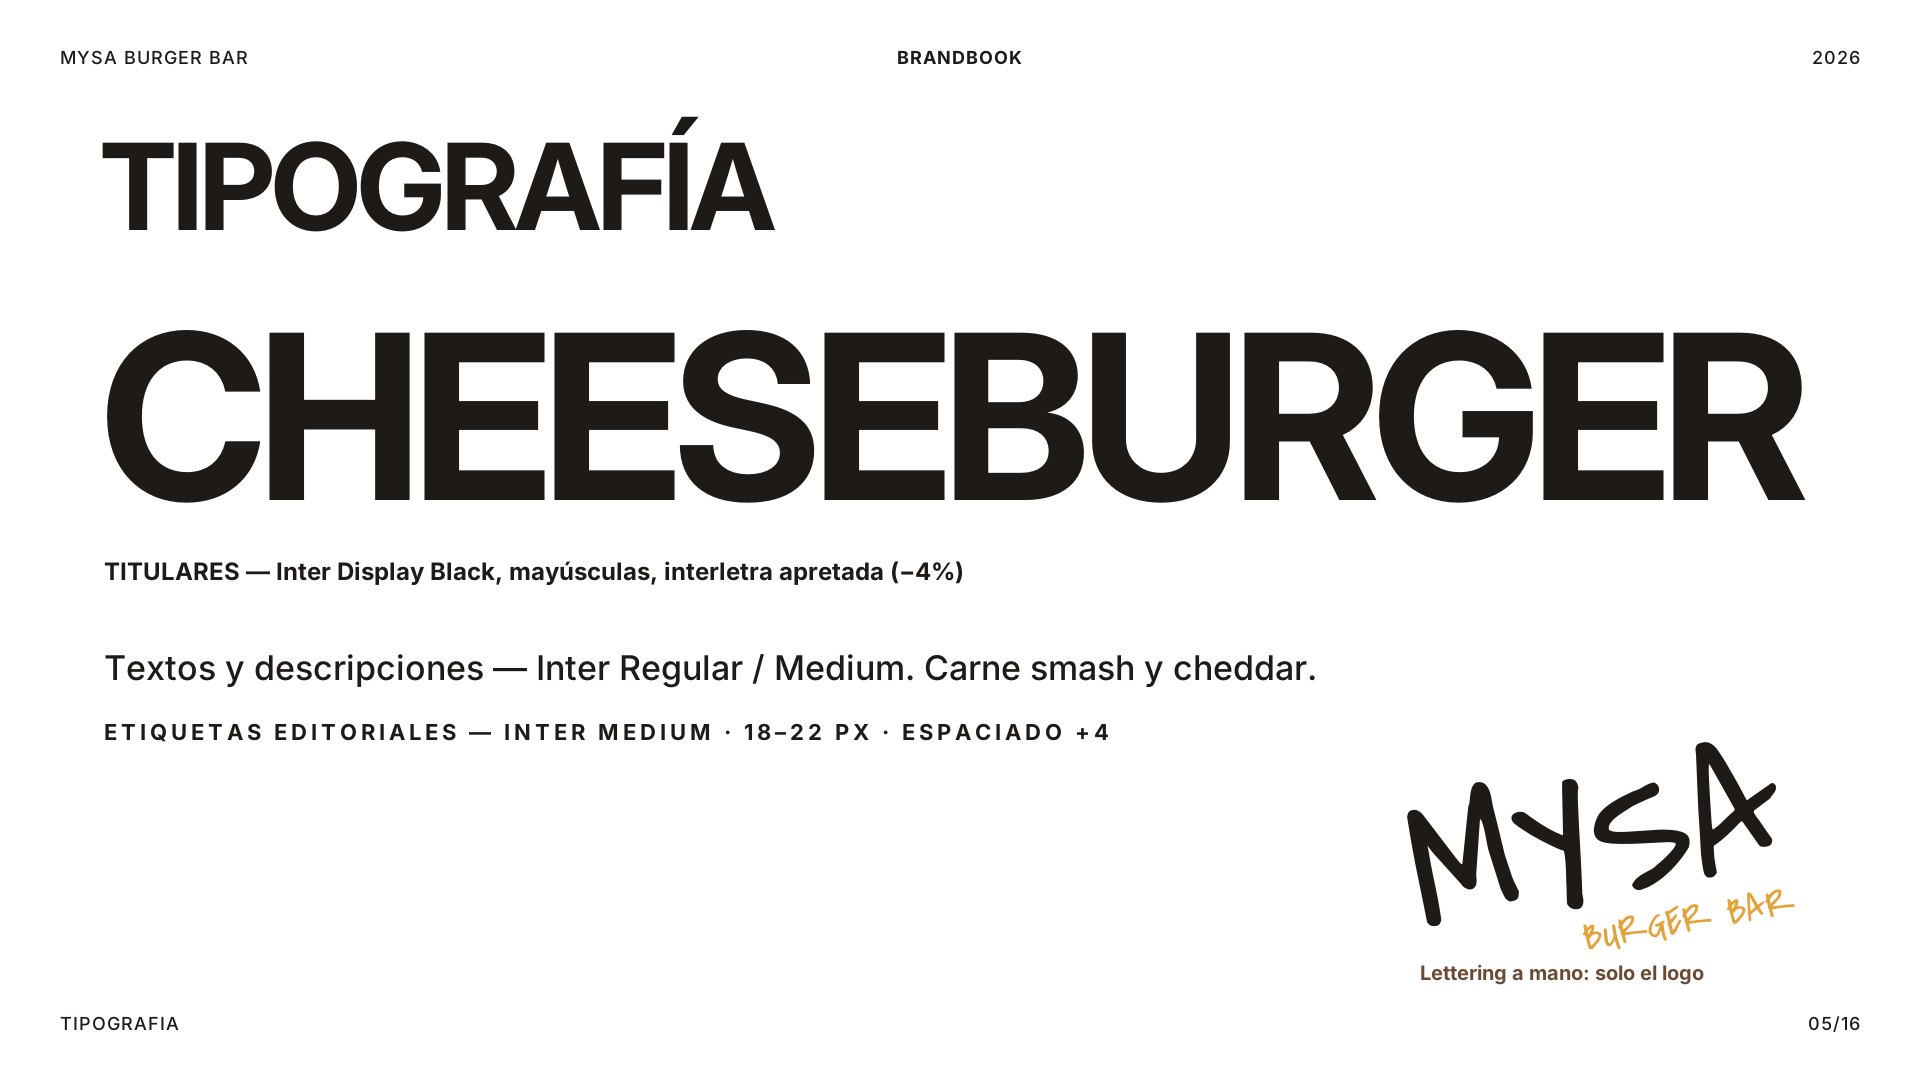 MYSA BURGER BAR
BRANDBOOK
2026
TIPOGRAFÍA
CHEESEBURGER
TITULARES — Inter Display Black, mayúsculas, interletra apretada (−4%)
Textos y descripciones — Inter Regular / Medium. Carne smash y cheddar.
ETIQUETAS EDITORIALES — INTER MEDIUM · 18–22 PX · ESPACIADO +4
MYSA
BURGER BAR
Lettering a mano: solo el logo
TIPOGRAFIA
05/16